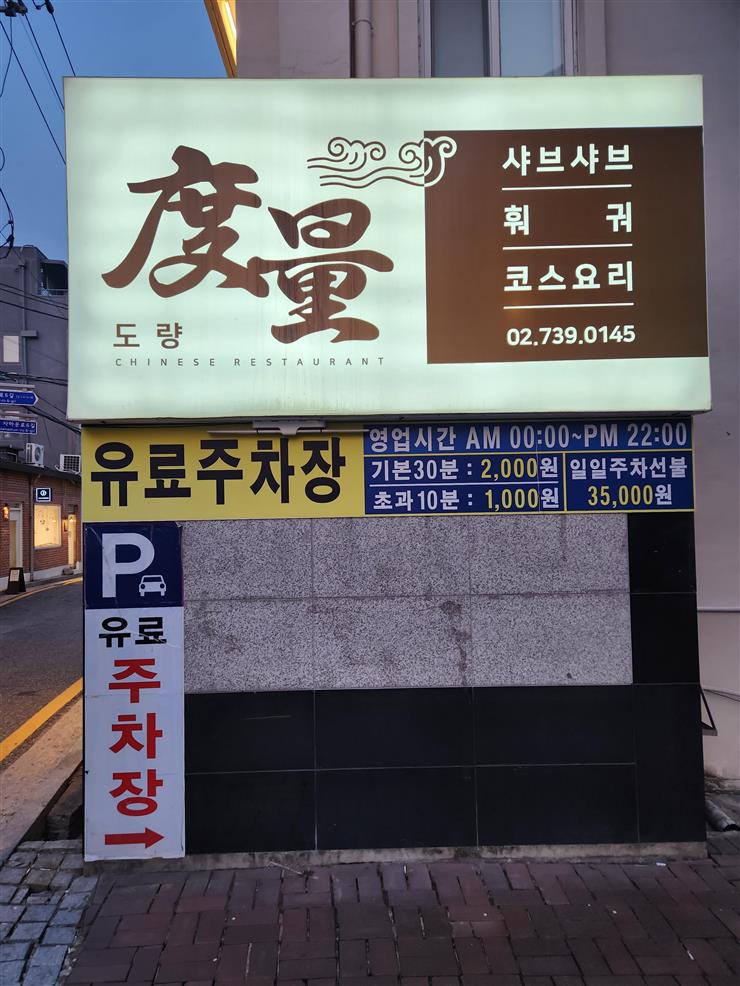 度量
도량
CHINESE RESTAURANT
샤브샤브
훠궈
코스요리
02.739.0145
유료주차장
영업시간 AM 00:00~PM 22:00
기본30분 : 2,000원
초과10분 : 1,000원
일일주차선불
35,000원
P
유료
주차장